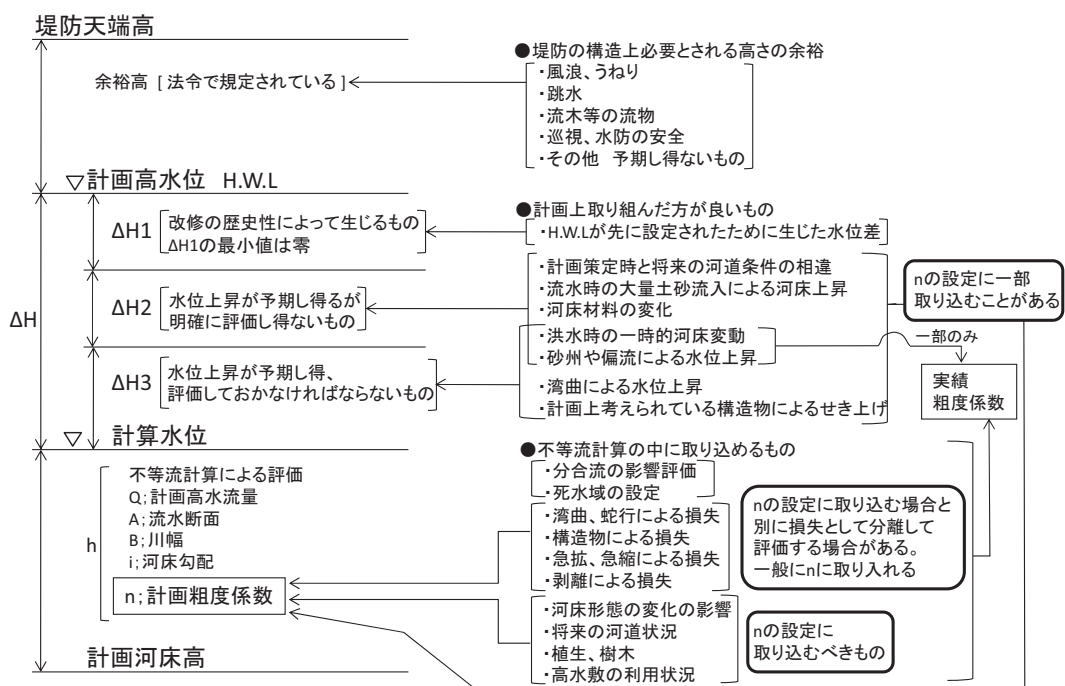 堤防天端高
余裕高 [ 法令で規定されている ]
●堤防の構造上必要とされる高さの余裕
・風浪、うねり
・跳水
・流木等の流物
・巡視、水防の安全
・その他 予期し得ないもの
▽計画高水位 H.W.L
ΔH
ΔH1
改修の歴史性によって生じるもの
ΔH1の最小値は零
●計画上取り組んだ方が良いもの
・H.W.Lが先に設定されたために生じた水位差
ΔH2
水位上昇が予期し得るが
明確に評価し得ないもの
・計画策定時と将来の河道条件の相違
・流水時の大量土砂流入による河床上昇
・河床材料の変化
nの設定に一部
取り込むことがある
・洪水時の一時的河床変動
・砂州や偏流による水位上昇
一部のみ
ΔH3
水位上昇が予期し得、
評価しておかなければならないもの
・湾曲による水位上昇
・計画上考えられている構造物によるせき上げ
実績
粗度係数
▽ 計算水位
h
不等流計算による評価
Q;計画高水流量
A;流水断面
B;川幅
i;河床勾配
n;計画粗度係数
●不等流計算の中に取り込めるもの
・分合流の影響評価
・死水域の設定
・湾曲、蛇行による損失
・構造物による損失
・急拡、急縮による損失
・剥離による損失
nの設定に取り込む場合と
別に損失として分離して
評価する場合がある。
一般にnに取り入れる
・河床形態の変化の影響
・将来の河道状況
・植生、樹木
・高水敷の利用状況
nの設定に
取り込むべきもの
計画河床高